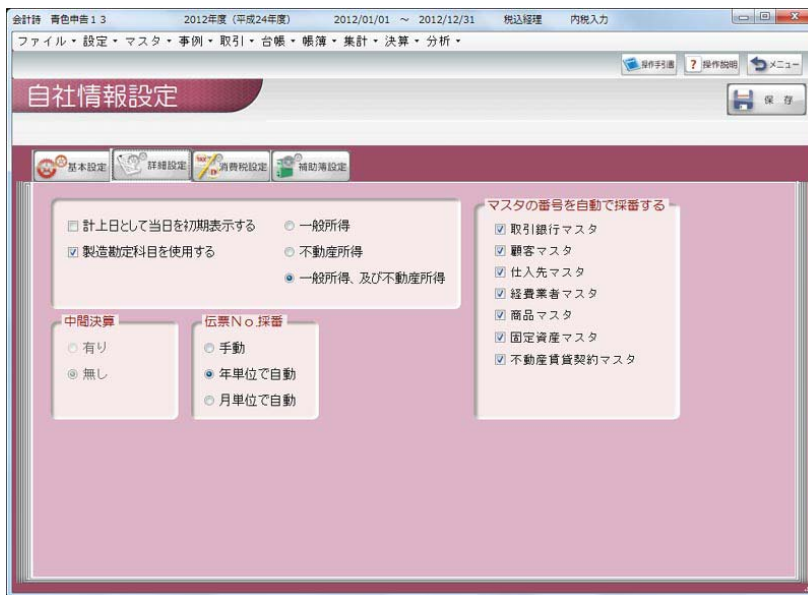 会計詩 青色申告13 2012年度（平成24年度） 2012/01/01 ～ 2012/12/31 税込経理 内税入力
ファイル・設定・マスタ・事例・取引・台帳・帳簿・集計・決算・分析・
操作手引書 ? 操作説明 メニュー
自社情報設定
保 存
基本設定 詳細設定 消費税設定 補助簿設定
マスタの番号を自動で採番する
計上日として当日を初期表示する 一般所得
製造勘定科目を使用する 不動産所得
一般所得、及び不動産所得
取引銀行マスタ
顧客マスタ
仕入先マスタ
経費業者マスタ
商品マスタ
固定資産マスタ
不動産賃貸契約マスタ
中間決算 伝票No.採番
有り 手動
無し 年単位で自動
月単位で自動